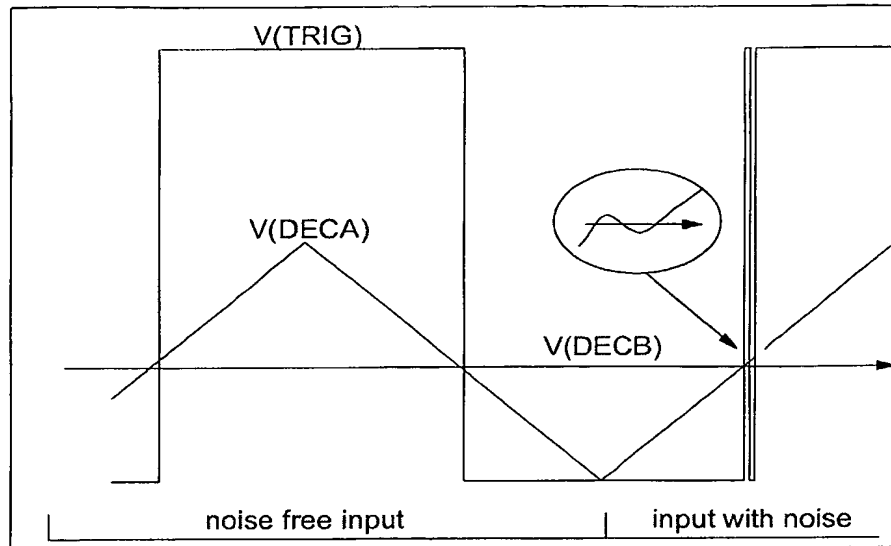 V(TRIG)
V(DECA)
V(DECB)
noise free input
input with noise